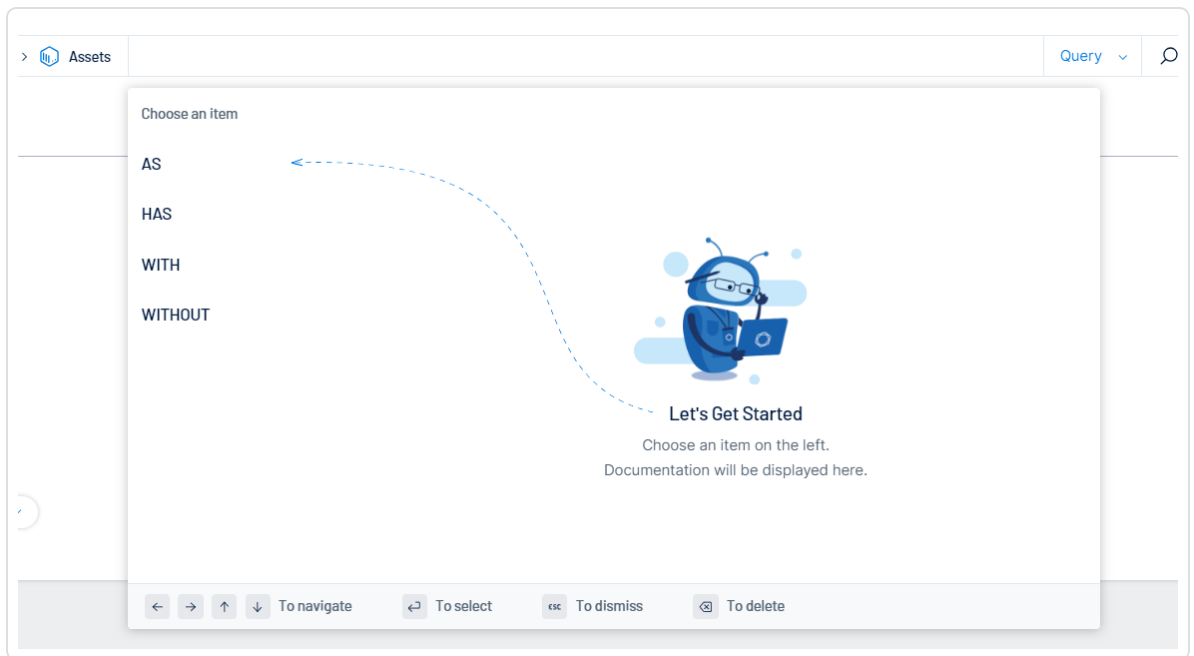 Assets
Query
Choose an item
AS
HAS
WITH
WITHOUT
Let's Get Started
Choose an item on the left.
Documentation will be displayed here.
To navigate
To select
ESC To dismiss
To delete